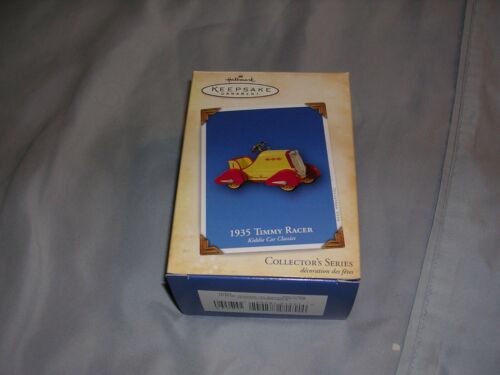 Hallmark
KEEPSAKE
ORNAMENT
1935 TIMMY RACER
Kiddie Car Classics
COLLECTOR'S SERIES
décoration des fêtes